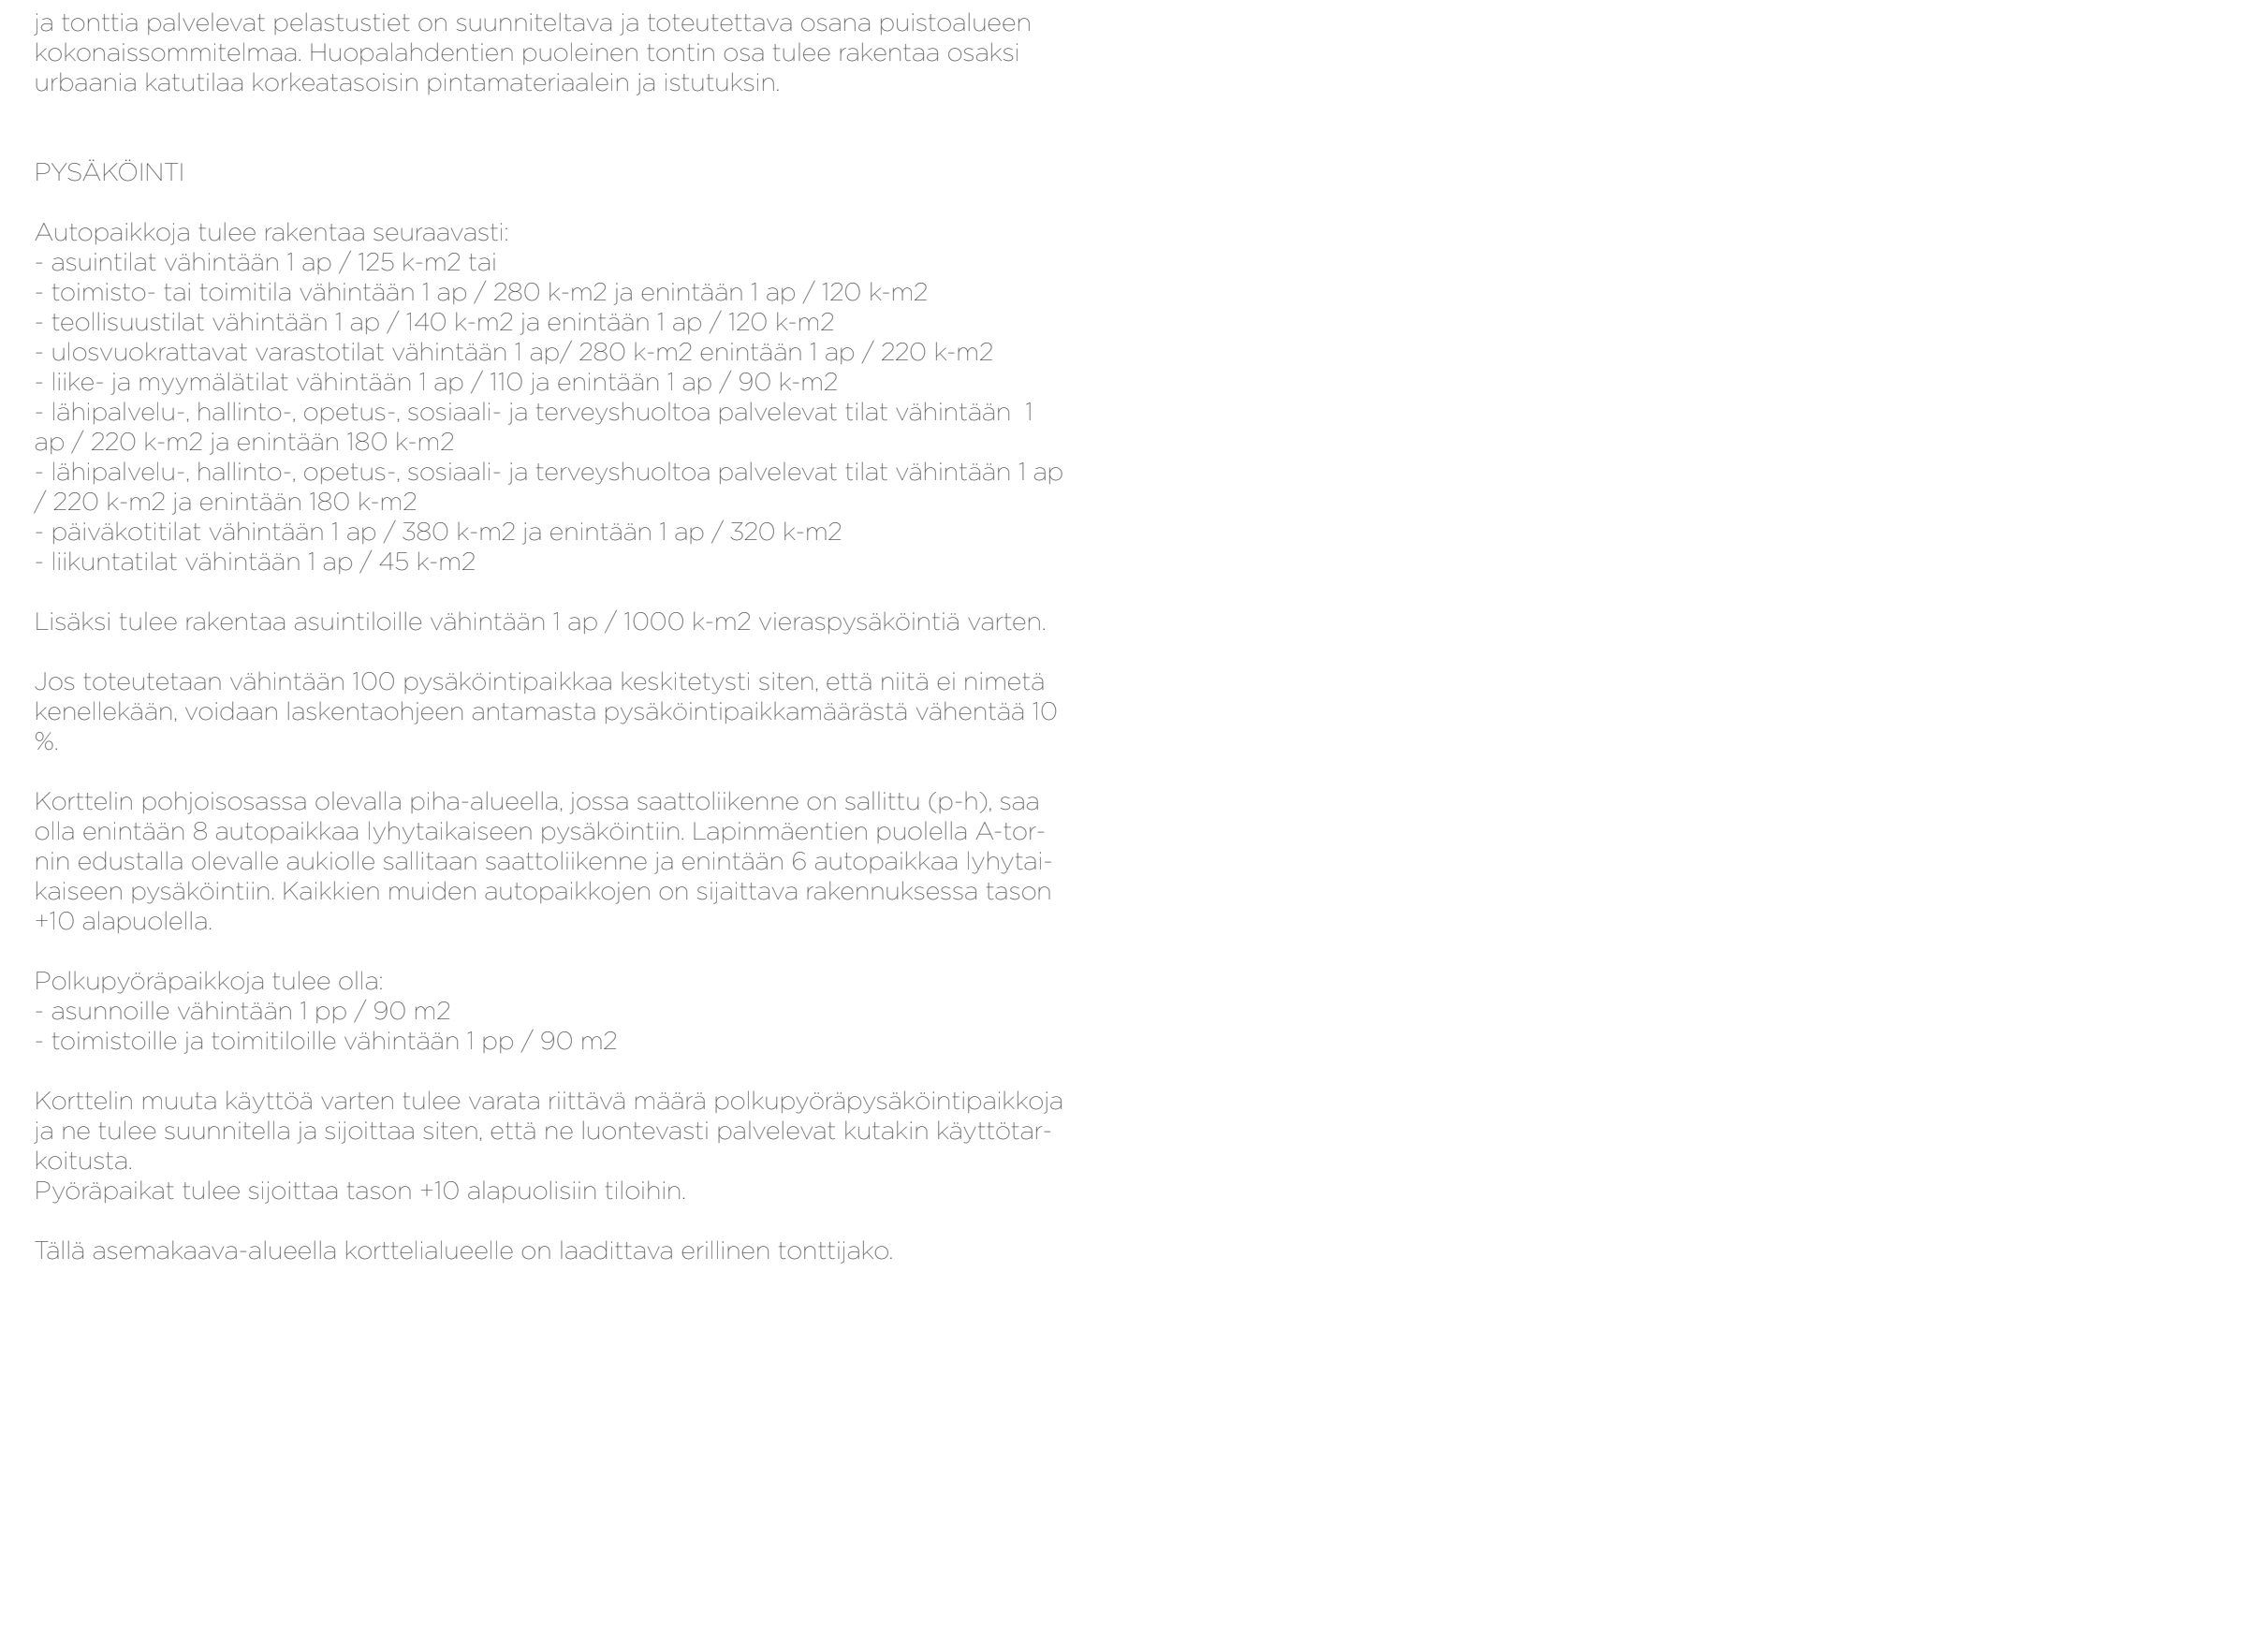 ja tonttia palvelevat pelastustiet on suunniteltava ja toteutettava osana puistoalueen
kokonaissommitelmaa. Huopalahdentien puoleinen tontin osa tulee rakentaa osaksi
urbaania katutilaa korkeatasoisin pintamateriaalein ja istutuksin.
PYSÄKÖINTI
Autopaikkoja tulee rakentaa seuraavasti:
- asuintilat vähintään 1 ap / 125 k-m2 tai
- toimisto- tai toimitila vähintään 1 ap / 280 k-m2 ja enintään 1 ap / 120 k-m2
- teollisuustilat vähintään 1 ap / 140 k-m2 ja enintään 1 ap / 120 k-m2
- ulosvuokrattavat varastotilat vähintään 1 ap/ 280 k-m2 enintään 1 ap / 220 k-m2
- liike- ja myymälätilat vähintään 1 ap / 110 ja enintään 1 ap / 90 k-m2
- lähipalvelu-, hallinto-, opetus-, sosiaali- ja terveyshuoltoa palvelevat tilat vähintään  1
ap / 220 k-m2 ja enintään 180 k-m2
- lähipalvelu-, hallinto-, opetus-, sosiaali- ja terveyshuoltoa palvelevat tilat vähintään 1 ap
/ 220 k-m2 ja enintään 180 k-m2
- päiväkotitilat vähintään 1 ap / 380 k-m2 ja enintään 1 ap / 320 k-m2
- liikuntatilat vähintään 1 ap / 45 k-m2
Lisäksi tulee rakentaa asuintiloille vähintään 1 ap / 1000 k-m2 vieraspysäköintiä varten.
Jos toteutetaan vähintään 100 pysäköintipaikkaa keskitetysti siten, että niitä ei nimetä
kenellekään, voidaan laskentaohjeen antamasta pysäköintipaikkamäärästä vähentää 10
%.
Korttelin pohjoisosassa olevalla piha-alueella, jossa saattoliikenne on sallittu (p-h), saa
olla enintään 8 autopaikkaa lyhytaikaiseen pysäköintiin. Lapinmäentien puolella A-tor-
nin edustalla olevalle aukiolle sallitaan saattoliikenne ja enintään 6 autopaikkaa lyhytai-
kaiseen pysäköintiin. Kaikkien muiden autopaikkojen on sijaittava rakennuksessa tason
+10 alapuolella.
Polkupyöräpaikkoja tulee olla:
- asunnoille vähintään 1 pp / 90 m2
- toimistoille ja toimitiloille vähintään 1 pp / 90 m2
Korttelin muuta käyttöä varten tulee varata riittävä määrä polkupyöräpysäköintipaikkoja
ja ne tulee suunnitella ja sijoittaa siten, että ne luontevasti palvelevat kutakin käyttötar-
koitusta.
Pyöräpaikat tulee sijoittaa tason +10 alapuolisiin tiloihin.
Tällä asemakaava-alueella korttelialueelle on laadittava erillinen tonttijako.